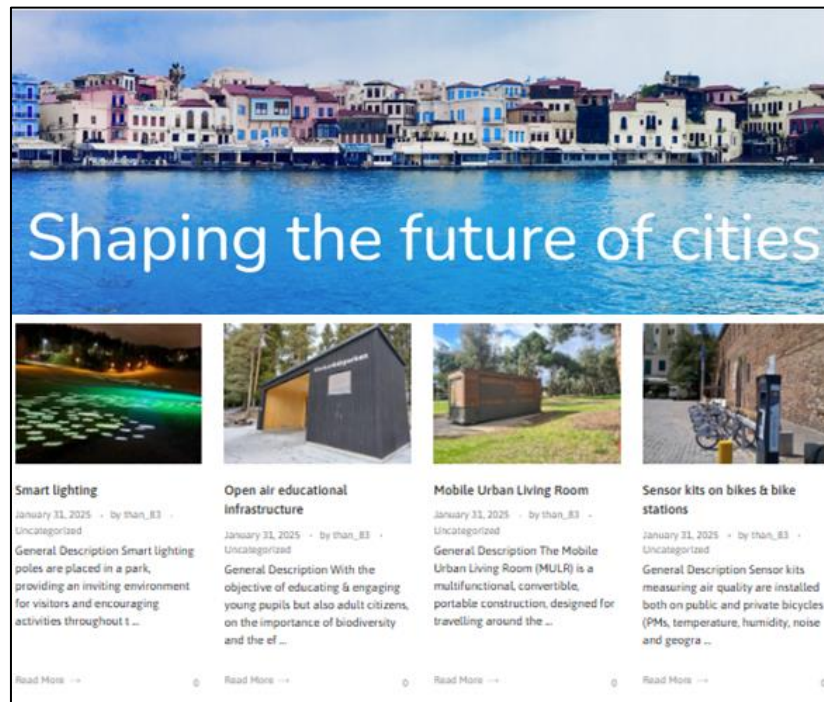 Shaping the future of cities
Smart lighting
January 31, 2025 • by than_83 •
Uncategorized
General Description Smart lighting
poles are placed in a park,
providing an inviting environment
for visitors and encouraging
activities throughout t ...
Read More → 0
Open air educational
infrastructure
January 31, 2025 • by than_83 •
Uncategorized
General Description With the
objective of educating & engaging
young pupils but also adult citizens,
on the importance of biodiversity
and the ef ...
Read More → 0
Mobile Urban Living Room
January 31, 2025 • by than_83 •
Uncategorized
General Description The Mobile
Urban Living Room (MULR) is a
multifunctional, convertible,
portable construction, designed for
travelling around the ...
Read More → 0
Sensor kits on bikes & bike
stations
January 31, 2025 • by than_83 •
Uncategorized
General Description Sensor kits
measuring air quality are installed
both on public and private bicycles
(PMs, temperature, humidity, noise
and geogra ...
Read More →